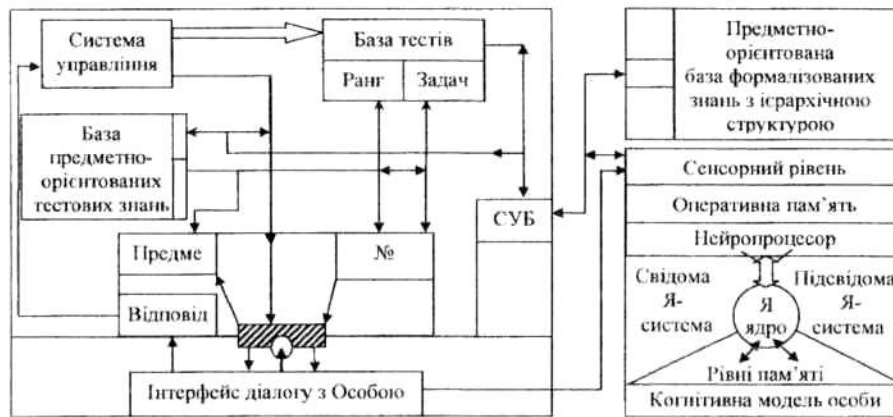 Система
управління
База тестів
Ранг
Задач
База
предметно-
орієнтованих
тестових знань
СУБ
Предме
№
Відповід
Інтерфейс діалогу з Особою
Предметно-
орієнтована
база формалізованих
знань з ієрархічною
структурою
Сенсорний рівень
Оперативна пам’ять
Нейропроцесор
Свідома
Я-
система
Я
ядро
Підсвідома
Я-
система
Рівні пам’яті
Когнітивна модель особи